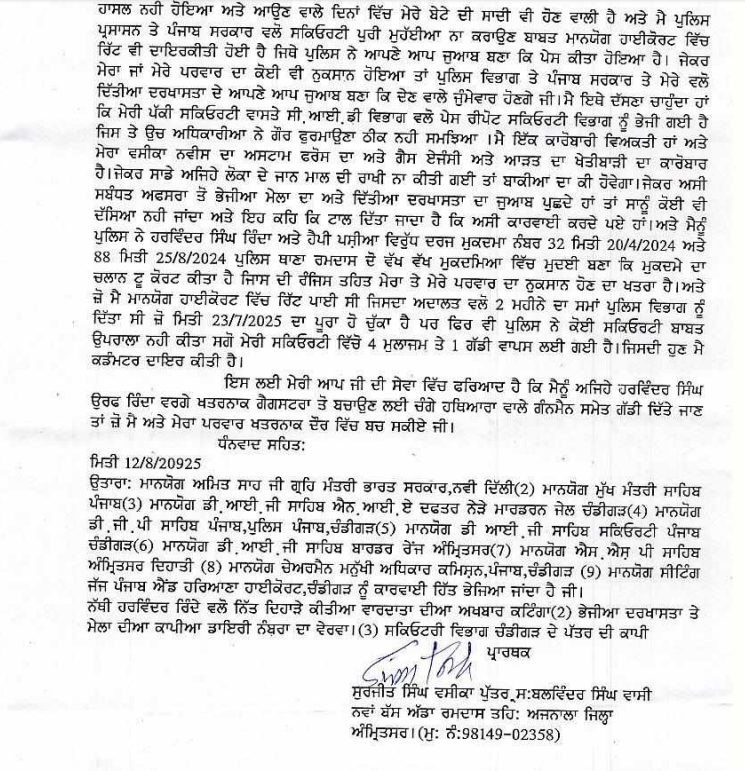 ਹਾਸਲ ਨਹੀ ਹੋਇਆ ਅਤੇ ਆਉਣ ਵਾਲੇ ਦਿਨਾਂ ਵਿੱਚ ਮੇਰੇ ਬੇਟੇ ਦੀ ਸਾਦੀ ਵੀ ਹੋਣ ਵਾਲੀ ਹੈ ਅਤੇ ਮੈ ਪੁਲਿਸ
ਪ੍ਰਸਾਸਨ ਤੇ ਪੰਜਾਬ ਸਰਕਾਰ ਵਲੋ ਸਕਿਓਰਟੀ ਪੁਰੀ ਮੁਹੱਈਆ ਨਾ ਕਰਾਉਣ ਬਾਬਤ ਮਾਨਯੋਗ ਹਾਈਕੋਰਟ ਵਿੱਚ
ਰਿੱਟ ਵੀ ਦਾਇਰਕੀਤੀ ਹੋਈ ਹੈ ਜਿਥੇ ਪੁਲਿਸ ਨੇ ਆਪਣੇ ਆਪ ਜੁਆਬ ਬਣਾ ਕਿ ਪੇਸ ਕੀਤਾ ਹੋਇਆ ਹੈ। ਜੇਕਰ
ਮੇਰਾ ਜਾਂ ਮੇਰੇ ਪਰਵਾਰ ਦਾ ਕੋਈ ਵੀ ਨੁਕਸਾਨ ਹੋਇਆ ਤਾਂ ਪੁਲਿਸ ਵਿਭਾਗ ਤੇ ਪੰਜਾਬ ਸਰਕਾਰ ਤੇ ਮੇਰੇ ਵਲੋ
ਦਿੱਤੀਆ ਦਰਖਾਸਤਾ ਦੇ ਆਪਣੇ ਆਪ ਜੁਆਬ ਬਣਾ ਕਿ ਦੇਣ ਵਾਲੇ ਜੁੰਮੇਵਾਰ ਹੋਣਗੇ ਜੀ।ਮੈ ਇਥੇ ਦੱਸਣਾ ਚਾਹੁੰਦਾ ਹਾਂ
ਕਿ ਮੇਰੀ ਪੱਕੀ ਸਕਿਓਰਟੀ ਵਾਸਤੇ ਸੀ.ਆਈ.ਡੀ ਵਿਭਾਗ ਵਲੋ ਪੇਸ ਰੀਪੋਟ ਸਕਿਓਰਟੀ ਵਿਭਾਗ ਨੂੰ ਭੇਜੀ ਗਈ ਹੈ
ਜਿਸ ਤੇ ਉਚ ਅਧਿਕਾਰੀਆ ਨੇ ਗੌਰ ਫੁਰਮਾਉਣਾ ਠੀਕ ਨਹੀ ਸਮਝਿਆ ।ਮੈ ਇੱਕ ਕਾਰੋਬਾਰੀ ਵਿਅਕਤੀ ਹਾਂ ਅਤੇ
ਮੇਰਾ ਵਸੀਕਾ ਨਵੀਸ ਦਾ ਅਸਟਾਮ ਫਰੋਸ ਦਾ ਅਤੇ ਗੈਸ ਏਜੰਸੀ ਅਤੇ ਆੜਤ ਦਾ ਖੇਤੀਬਾੜੀ ਦਾ ਕਾਰੋਬਾਰ
ਹੈ।ਜੇਕਰ ਸਾਡੇ ਅਜਿਹੇ ਲੋਕਾ ਦੇ ਜਾਨ ਮਾਲ ਦੀ ਰਾਖੀ ਨਾ ਕੀਤੀ ਗਈ ਤਾਂ ਬਾਕੀਆ ਦਾ ਕੀ ਹੋਵੇਗਾ।ਜੇਕਰ ਅਸੀ
ਸਬੰਧਤ ਅਫਸਰਾ ਤੋ ਭੇਜੀਆ ਮੇਲਾ ਦਾ ਅਤੇ ਦਿੱਤੀਆ ਦਰਖਾਸਤਾ ਦਾ ਜੁਆਬ ਪੁਛਦੇ ਹਾਂ ਤਾਂ ਸਾਨੂੰ ਕੋਈ ਵੀ
ਦੱਸਿਆ ਨਹੀ ਜਾਂਦਾ ਅਤੇ ਇਹ ਕਹਿ ਕਿ ਟਾਲ ਦਿੱਤਾ ਜਾਦਾ ਹੈ ਕਿ ਅਸੀ ਕਾਰਵਾਈ ਕਰਦੇ ਪਏ ਹਾਂ।ਅਤੇ ਮੈਨੂੰ
ਪੁਲਿਸ ਨੇ ਹਰਵਿੰਦਰ ਸਿੰਘ ਰਿੰਦਾ ਅਤੇ ਹੈਪੀ ਪਸੀਆ ਵਿਰੁੱਧ ਦਰਜ ਮੁਕਦਮਾ ਨੰਬਰ 32 ਮਿਤੀ 20/4/2024 ਅਤੇ
88 ਮਿਤੀ 25/8/2024 ਪੁਲਿਸ ਥਾਣਾ ਰਮਦਾਸ ਦੋ ਵੱਖ ਵੱਖ ਮੁਕਦਮਿਆ ਵਿੱਚ ਮੁਦਈ ਬਣਾ ਕਿ ਮੁਕਦਮੇ ਦਾ
ਚਲਾਨ ਟੂ ਕੋਰਟ ਕੀਤਾ ਹੈ ਜਿਾਸ ਦੀ ਰੰਜਿਸ ਤਹਿਤ ਮੇਰਾ ਤੇ ਮੇਰੇ ਪਰਵਾਰ ਦਾ ਨੁਕਸਾਨ ਹੋਣ ਦਾ ਖਤਰਾ ਹੈ।ਅਤੇ
ਜ਼ੋ ਮੈ ਮਾਨਯੋਗ ਹਾਈਕੋਰਟ ਵਿੱਚ ਰਿੱਟ ਪਾਈ ਸੀ ਜਿਸਦਾ ਅਦਾਲਤ ਵਲੋ 2 ਮਹੀਨੇ ਦਾ ਸਮਾਂ ਪੁਲਿਸ ਵਿਭਾਗ ਨੂੰ
ਦਿੱਤਾ ਸੀ ਜ਼ੋ ਮਿਤੀ 23/7/2025 ਦਾ ਪੂਰਾ ਹੋ ਚੁੱਕਾ ਹੈ ਪਰ ਫਿਰ ਵੀ ਪੁਲਿਸ ਨੇ ਕੋਈ ਸਕਿਓਰਟੀ ਬਾਬਤ
ਉਪਰਾਲਾ ਨਹੀ ਕੀਤਾ ਸਗੋ ਮੇਰੀ ਸਕਿਓਰਟੀ ਵਿੱਚੋ 4 ਮੁਲਾਜਮ ਤੇ 1 ਗੱਡੀ ਵਾਪਸ ਲਈ ਗਈ ਹੈ।ਜਿਸਦੀ ਹੁਣ ਮੈ
ਕਡੰਮਟਰ ਦਾਇਰ ਕੀਤੀ ਹੈ।
ਇਸ ਲਈ ਮੇਰੀ ਆਪ ਜੀ ਦੀ ਸੇਵਾ ਵਿੱਚ ਫਰਿਆਦ ਹੈ ਕਿ ਮੈਨੂੰ ਅਜਿਹੇ ਹਰਵਿੰਦਰ ਸਿੰਘ
ਉਰਫ ਰਿੰਦਾ ਵਰਗੇ ਖਤਰਨਾਕ ਗੈਗਸਟਰਾ ਤੋ ਬਚਾਉਣ ਲਈ ਚੰਗੇ ਹਥਿਆਰਾ ਵਾਲੇ ਗੰਨਮੈਨ ਸਮੇਤ ਗੱਡੀ ਦਿੱਤੇ ਜਾਣ
ਤਾਂ ਜ਼ੋ ਮੈ ਅਤੇ ਮੇਰਾ ਪਰਵਾਰ ਖਤਰਨਾਕ ਦੌਰ ਵਿੱਚ ਬਚ ਸਕੀਏ ਜੀ।
ਧੰਨਵਾਦ ਸਹਿਤ:
ਮਿਤੀ 12/8/20925
ਉਤਾਰਾ: ਮਾਨਯੋਗ ਅਮਿਤ ਸਾਹ ਜੀ ਗ੍ਰਹਿ ਮੰਤਰੀ ਭਾਰਤ ਸਰਕਾਰ,ਨਵੀ ਦਿੱਲੀ(2) ਮਾਨਯੋਗ ਮੁੱਖ ਮੰਤਰੀ ਸਾਹਿਬ
ਪੰਜਾਬ(3) ਮਾਨਯੋਗ ਡੀ.ਆਈ.ਜੀ ਸਾਹਿਬ ਐਨ.ਆਈ.ਏ ਦਫਤਰ ਨੇੜੇ ਮਾਰਡਰਨ ਜੇਲ ਚੰਡੀਗੜ(4) ਮਾਨਯੋਗ
ਡੀ.ਜੀ.ਪੀ ਸਾਹਿਬ ਪੰਜਾਬ,ਪੁਲਿਸ ਪੰਜਾਬ,ਚੰਡੀਗੜ(5) ਮਾਨਯੋਗ ਡੀ ਆਈ.ਜੀ ਸਾਹਿਬ ਸਕਿਓਰਟੀ ਪੰਜਾਬ
ਚੰਡੀਗੜ(6) ਮਾਨਯੋਗ ਡੀ.ਆਈ.ਜੀ ਸਾਹਿਬ ਬਾਰਡਰ ਰੇਂਜ ਅੰਮ੍ਰਿਤਸਰ(7) ਮਾਨਯੋਗ ਐਸ.ਐਸ਼ ਪੀ ਸਾਹਿਬ
ਅੰਮ੍ਰਿਤਸਰ ਦਿਹਾਤੀ (8) ਮਾਨਯੋਗ ਚੇਅਰਮੈਨ ਮਨੁੱਖੀ ਅਧਿਕਾਰ ਕਮਿਸ਼ਨ,ਪੰਜਾਬ,ਚੰਡੀਗੜ (9) ਮਾਨਯੋਗ ਸੀਟਿੰਗ
ਜੱਜ ਪੰਜਾਬ ਐਂਡ ਹਰਿਆਣਾ ਹਾਈਕੋਰਟ,ਚੰਡੀਗੜ ਨੂੰ ਕਾਰਵਾਈ ਹਿੱਤ ਭੇਜਿਆ ਜਾਂਦਾ ਹੈ ਜੀ।
ਨੱਥੀ ਹਰਵਿੰਦਰ ਰਿੰਦੇ ਵਲੋ ਨਿੱਤ ਦਿਹਾੜੇ ਕੀਤੀਆ ਵਾਰਦਾਤਾ ਦੀਆ ਅਖਬਾਰ ਕਟਿੰਗਾ(2) ਭੇਜੀਆ ਦਰਖਾਸਤਾ ਤੇ
ਮੇਲਾ ਦੀਆ ਕਾਪੀਆ ਡਾਇਰੀ ਨੰਬਰਾ ਦਾ ਵੇਰਵਾ।(3) ਸਕਿਓਟਰੀ ਵਿਭਾਗ ਚੰਡੀਗੜ ਦੇ ਪੱਤਰ ਦੀ ਕਾਪੀ
ਪ੍ਰਾਰਥਕ
ਸੁਰਜੀਤ ਸਿੰਘ ਵਸੀਕਾ ਪੁੱਤਰ੍ਰਸ:ਬਲਵਿੰਦਰ ਸਿੰਘ ਵਾਸੀ
ਨਵਾਂ ਬੱਸ ਅੱਡਾ ਰਮਦਾਸ ਤਹਿ: ਅਜਨਾਲਾ ਜਿਲ੍ਹਾ
ਅੰਮ੍ਰਿਤਸਰ।(ਮੁ: ਨੰ:98149-02358)